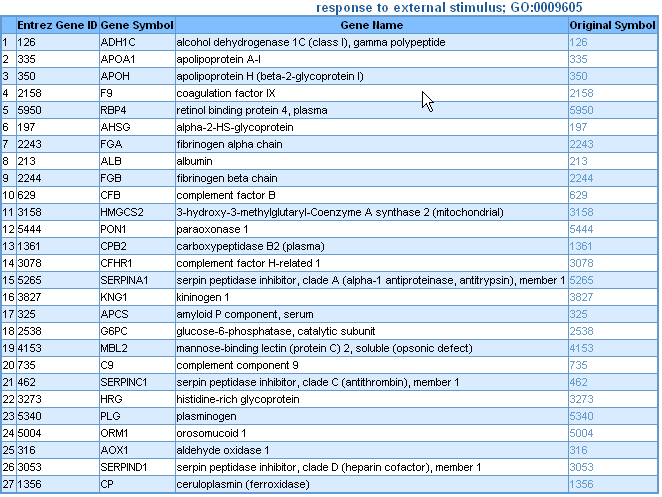 response to external stimulus; GO:0009605
Entrez Gene ID Gene Symbol Gene Name Original Symbol
1 126 ADH1C alcohol dehydrogenase 1C (class I), gamma polypeptide 126
2 335 APOA1 apolipoprotein A-I 335
3 350 APOH apolipoprotein H (beta-2-glycoprotein I) 350
4 2158 F9 coagulation factor IX 2158
5 5950 RBP4 retinol binding protein 4, plasma 5950
6 197 AHSG alpha-2-HS-glycoprotein 197
7 2243 FGA fibrinogen alpha chain 2243
8 213 ALB albumin 213
9 2244 FGB fibrinogen beta chain 2244
10 629 CFB complement factor B 629
11 3158 HMGCS2 3-hydroxy-3-methylglutaryl-Coenzyme A synthase 2 (mitochondrial) 3158
12 5444 PON1 paraoxonase 1 5444
13 1361 CPB2 carboxypeptidase B2 (plasma) 1361
14 3078 CFHR1 complement factor H-related 1 3078
15 5265 SERPINA1 serpin peptidase inhibitor, clade A (alpha-1 antiproteinase, antitrypsin), member 1 5265
16 3827 KNG1 kininogen 1 3827
17 325 APCS amyloid P component, serum 325
18 2538 G6PC glucose-6-phosphatase, catalytic subunit 2538
19 4153 MBL2 mannose-binding lectin (protein C) 2, soluble (opsonic defect) 4153
20 735 C9 complement component 9 735
21 462 SERPINC1 serpin peptidase inhibitor, clade C (antithrombin), member 1 462
22 3273 HRG histidine-rich glycoprotein 3273
23 5340 PLG plasminogen 5340
24 5004 ORM1 orosomucoid 1 5004
25 316 AOX1 aldehyde oxidase 1 316
26 3053 SERPIND1 serpin peptidase inhibitor, clade D (heparin cofactor), member 1 3053
27 1356 CP ceruloplasmin (ferroxidase) 1356